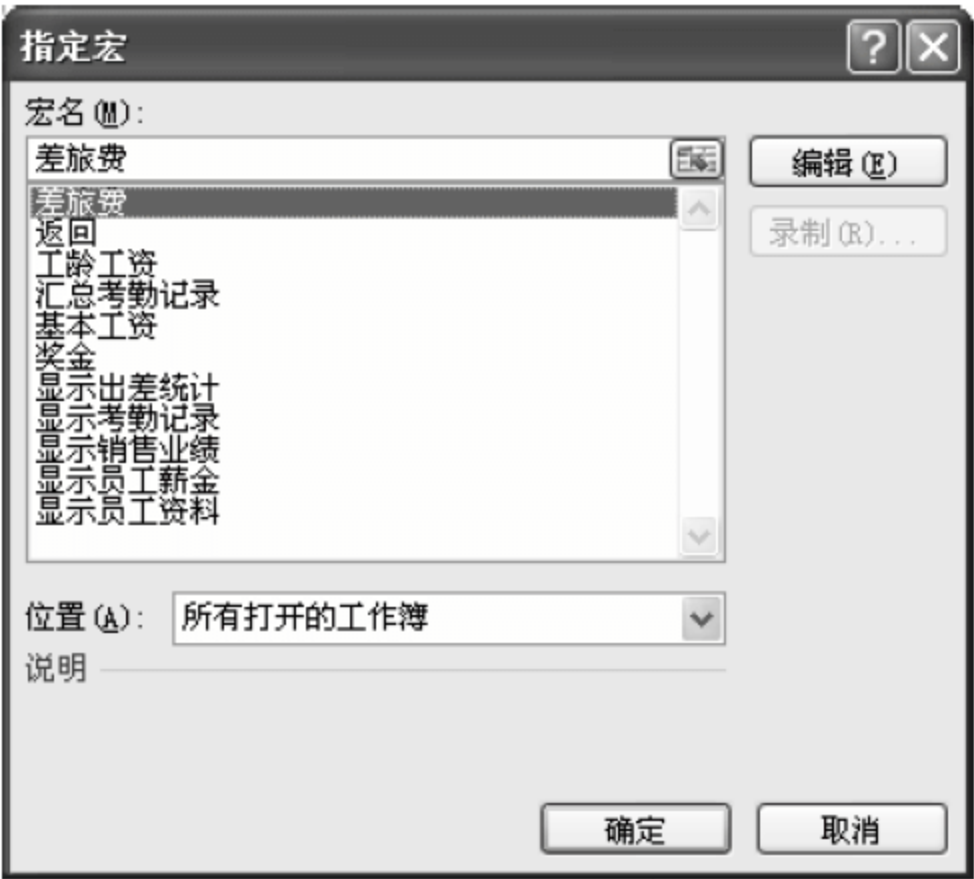 指定宏
宏名(M):
差旅费
编辑(E)
差旅费
返回
录制(R)...
工龄工资
汇总考勤记录
基本工资
奖金
显示出差统计
显示考勤记录
显示销售业绩
显示员工薪金
显示员工资料
位置(A): 所有打开的工作簿
说明
确定 取消